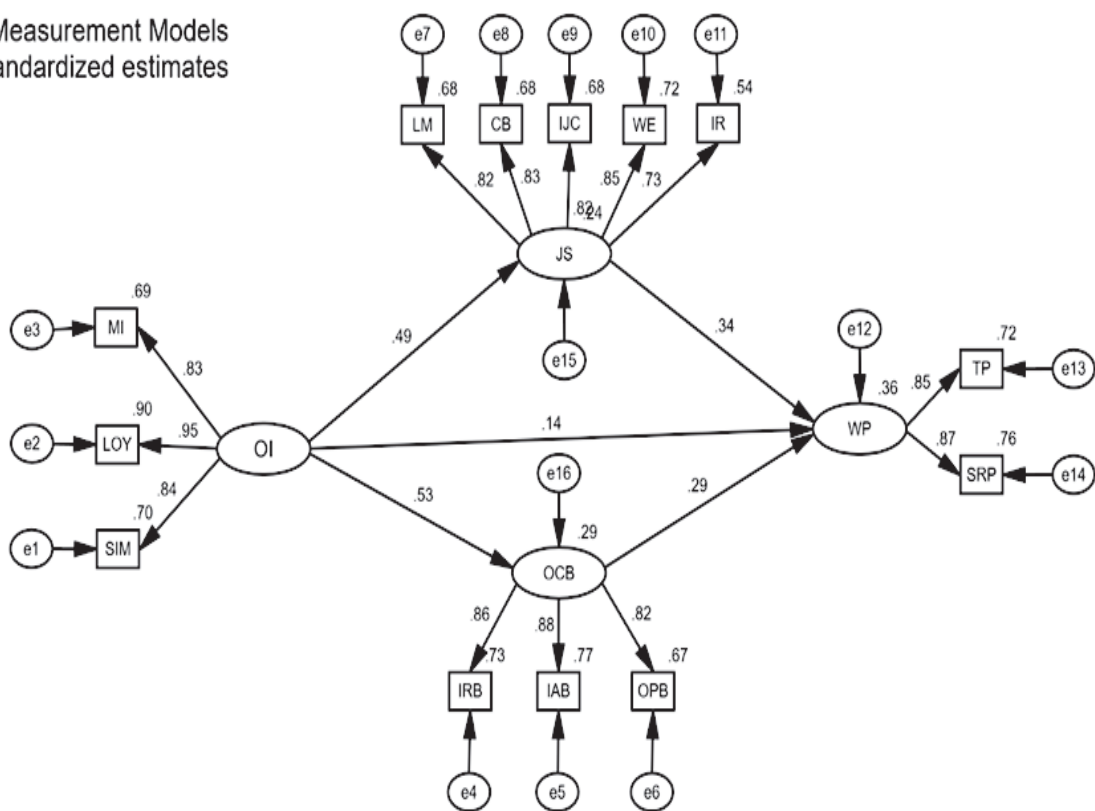 Measurement Models
andardized estimates
e7 e8 e9 e10 e11
.68 .68 .68 .72 .54
LM CB IJC WE IR
.82 .83 .82 .85 .73
.24
JS
.69
e3 MI
.83
.49
e15
.34
e12
.72
TP e13
.85
.36
.90
e2 LOY .95 OI
.14
WP
.87 .76
SRP e14
.84
.70
e1 SIM
.53
e16
.29
.29
OCB
.86 .88 .82
.73 .77 .67
IRB IAB OPB
e4 e5 e6